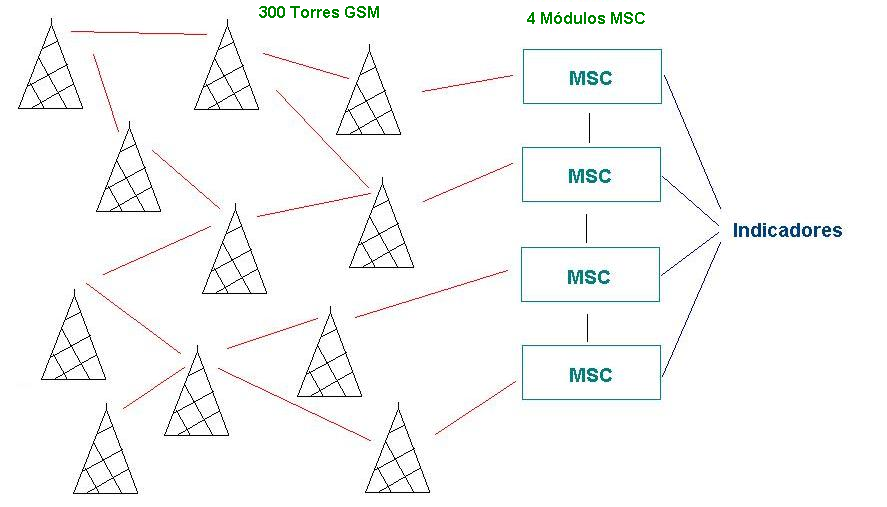 300 Torres GSM
4 Módulos MSC
MSC
MSC
Indicadores
MSC
MSC